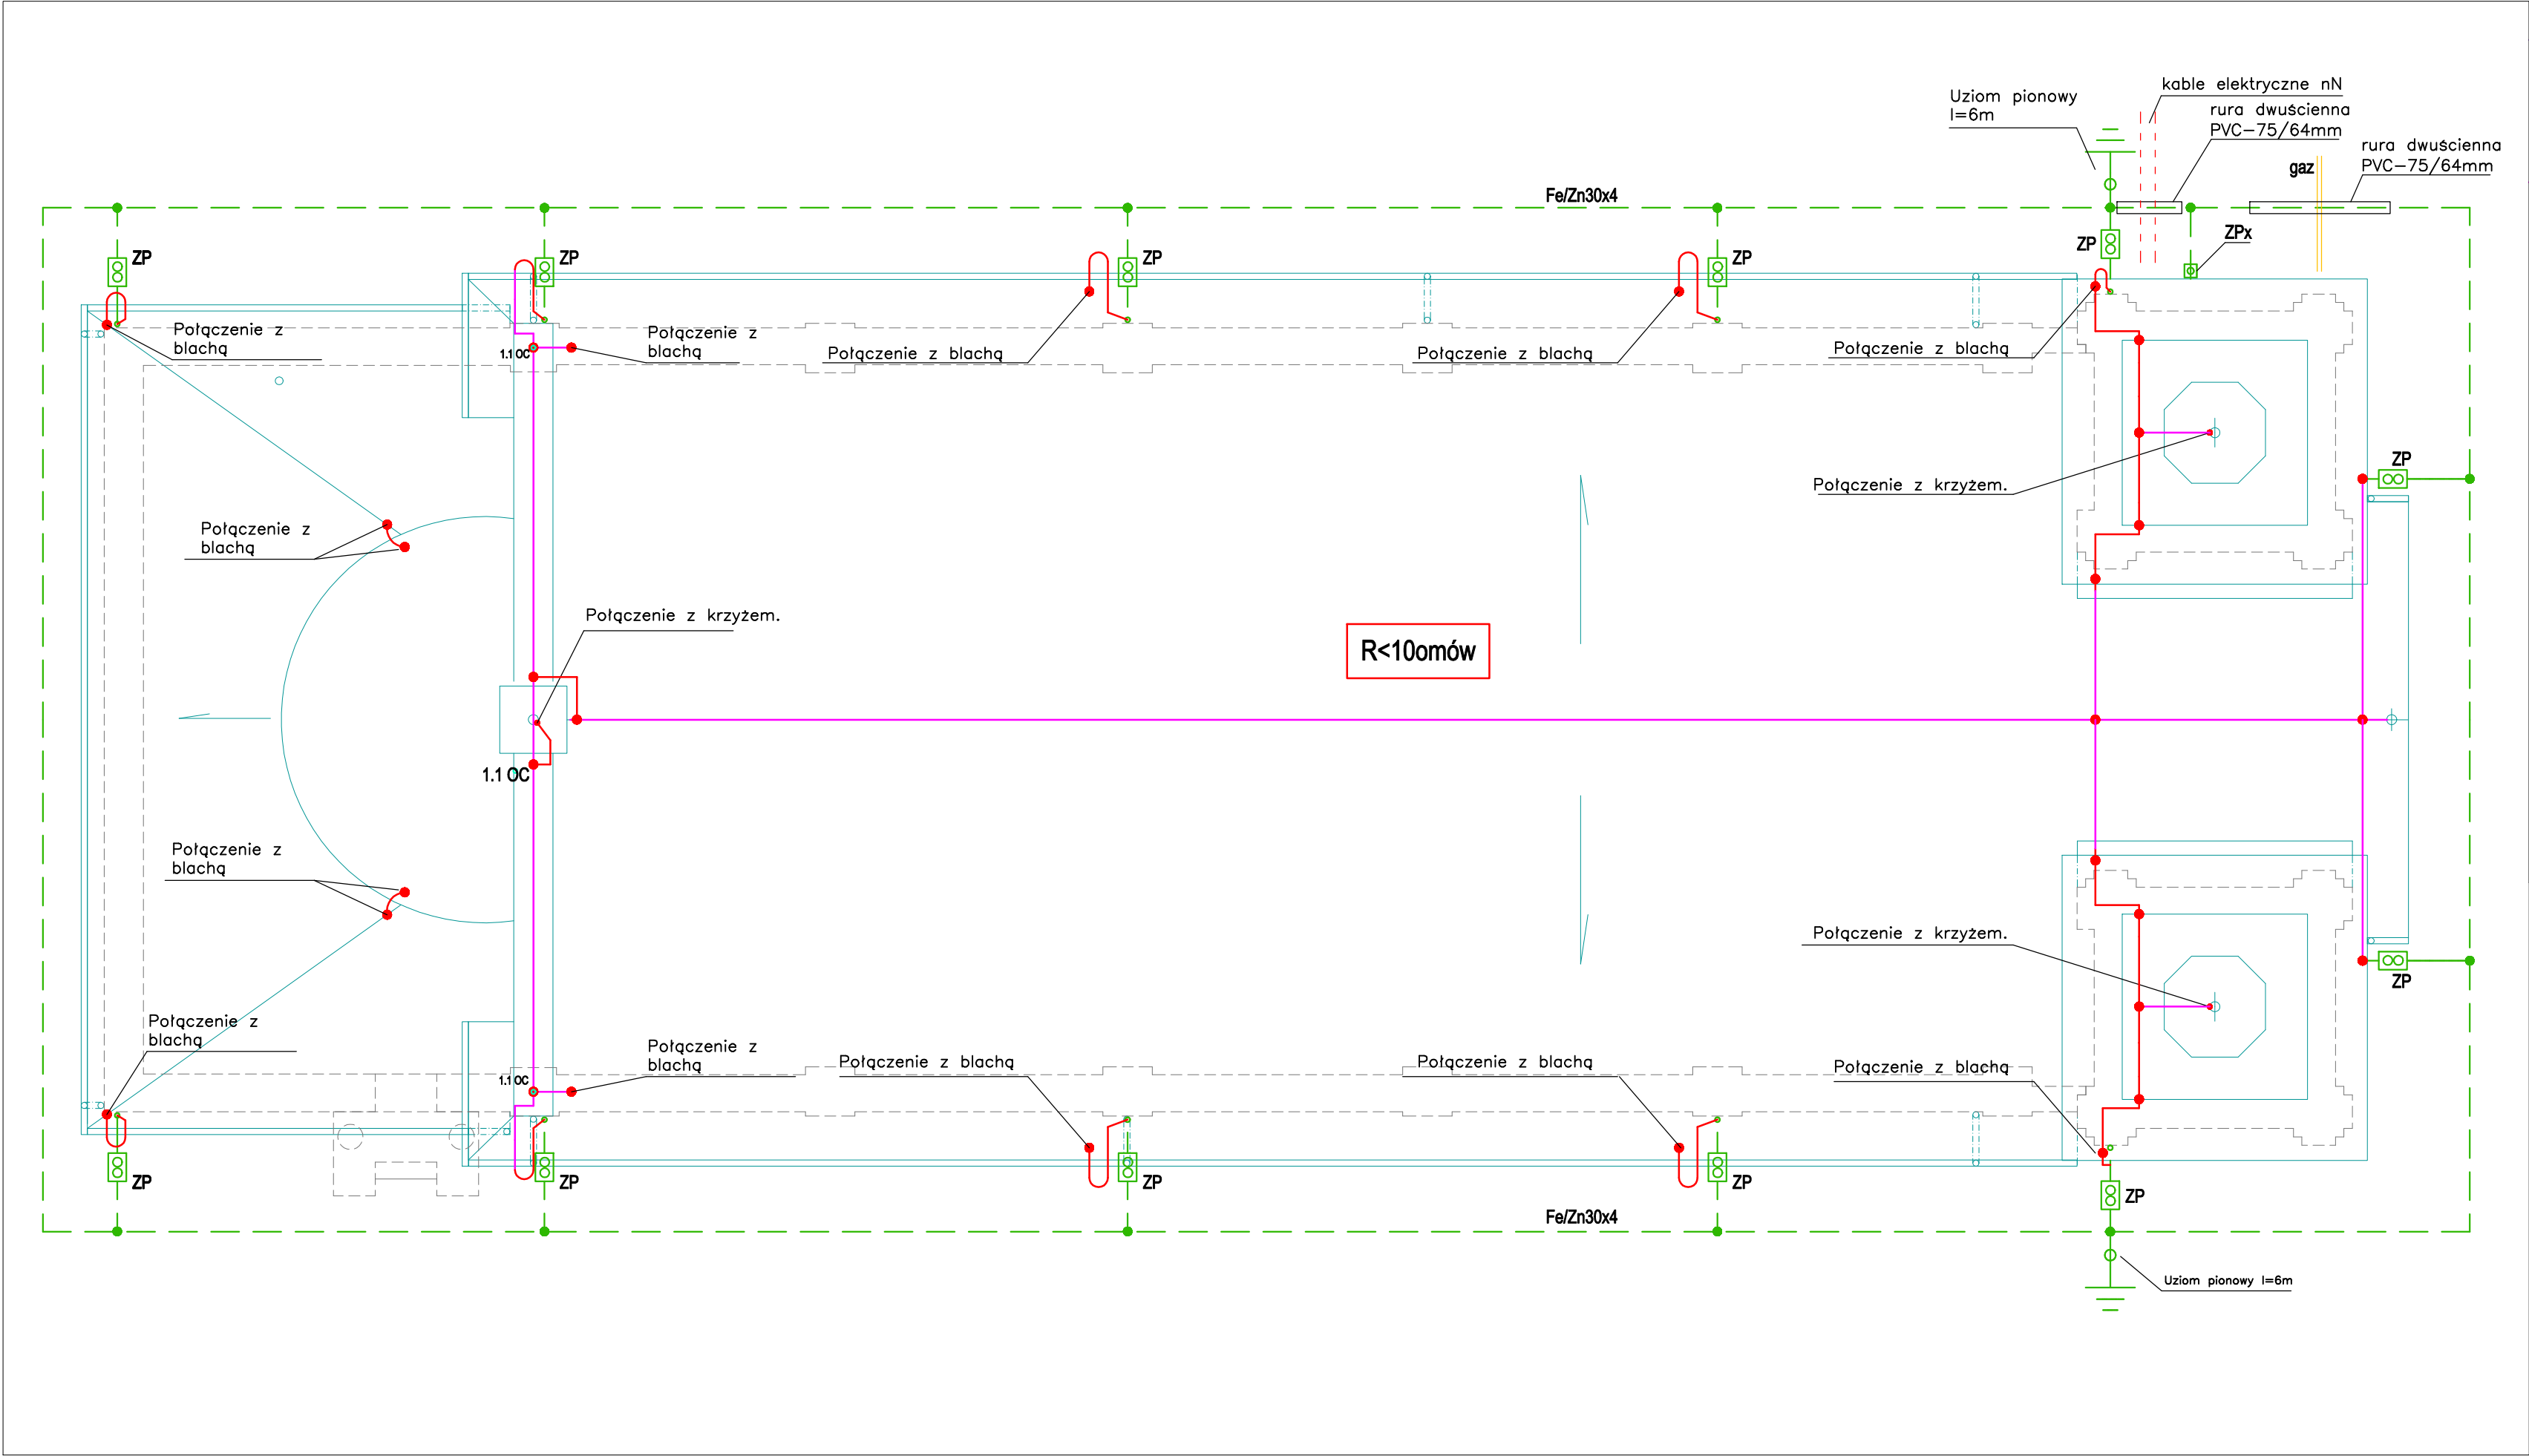 kable elektryczne nN
Uziom pionowy
l=6m
rura dwuścienna
PVC-75/64mm
rura dwuścienna
PVC-75/64mm
gaz
Fe/Zn30x4
ZPx
ZP
ZP
ZP
ZP
ZP
Połączenie z
blachą
Połączenie z
blachą
1.1 OC
Połączenie z blachą
Połączenie z blachą
Połączenie z blachą
ZP
Połączenie z krzyżem.
Połączenie z
blachą
Połączenie z krzyżem.
R<10omów
1.1 OC
Połączenie z
blachą
Połączenie z krzyżem.
ZP
Połączenie z
blachą
Połączenie z
blachą
Połączenie z blachą
Połączenie z blachą
Połączenie z blachą
1.1 OC
ZP
ZP
ZP
ZP
ZP
Fe/Zn30x4
Uziom pionowy l=6m